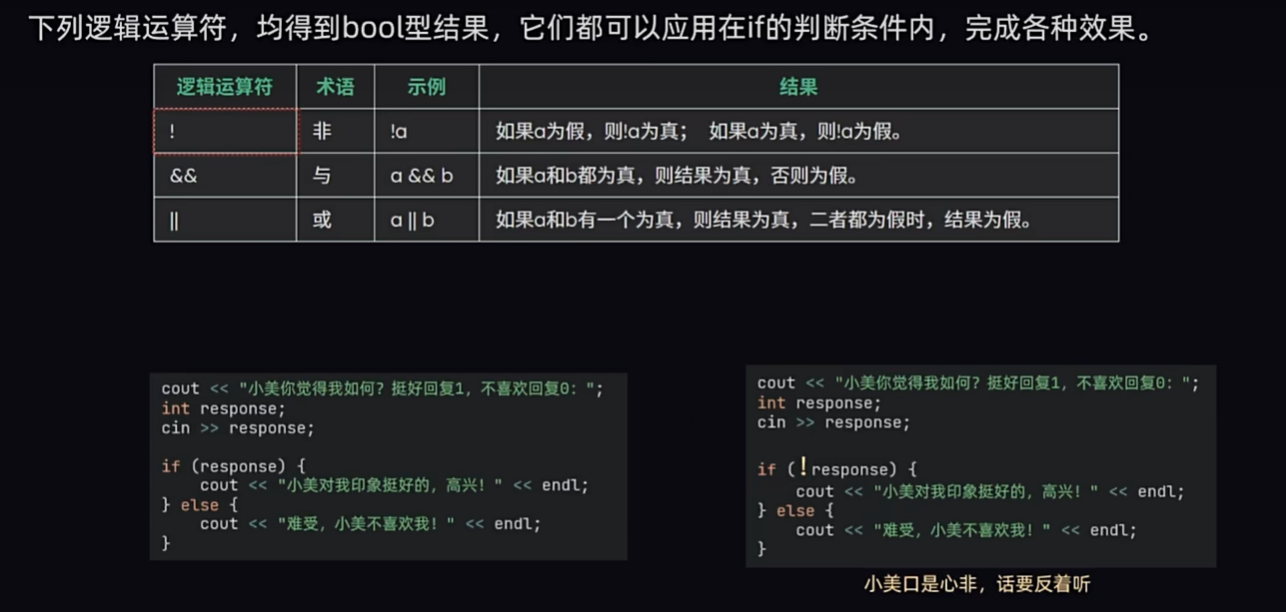 下列逻辑运算符，均得到bool型结果，它们都可以应用在if的判断条件内，完成各种效果。
逻辑运算符 术语 示例 结果
! 非 !a 如果a为假，则!a为真； 如果a为真，则!a为假。
&& 与 a && b 如果a和b都为真，则结果为真，否则为假。
|| 或 a || b 如果a和b有一个为真，则结果为真，二者都为假时，结果为假。
cout << "小美你觉得我如何？挺好回复1，不喜欢回复0：";
int response;
cin >> response;
if (response) {
cout << "小美对我印象挺好的，高兴！" << endl;
} else {
cout << "难受，小美不喜欢我！" << endl;
}
cout << "小美你觉得我如何？挺好回复1，不喜欢回复0：";
int response;
cin >> response;
if (!response) {
cout << "小美对我印象挺好的，高兴！" << endl;
} else {
cout << "难受，小美不喜欢我！" << endl;
}
小美口是心非，话要反着听